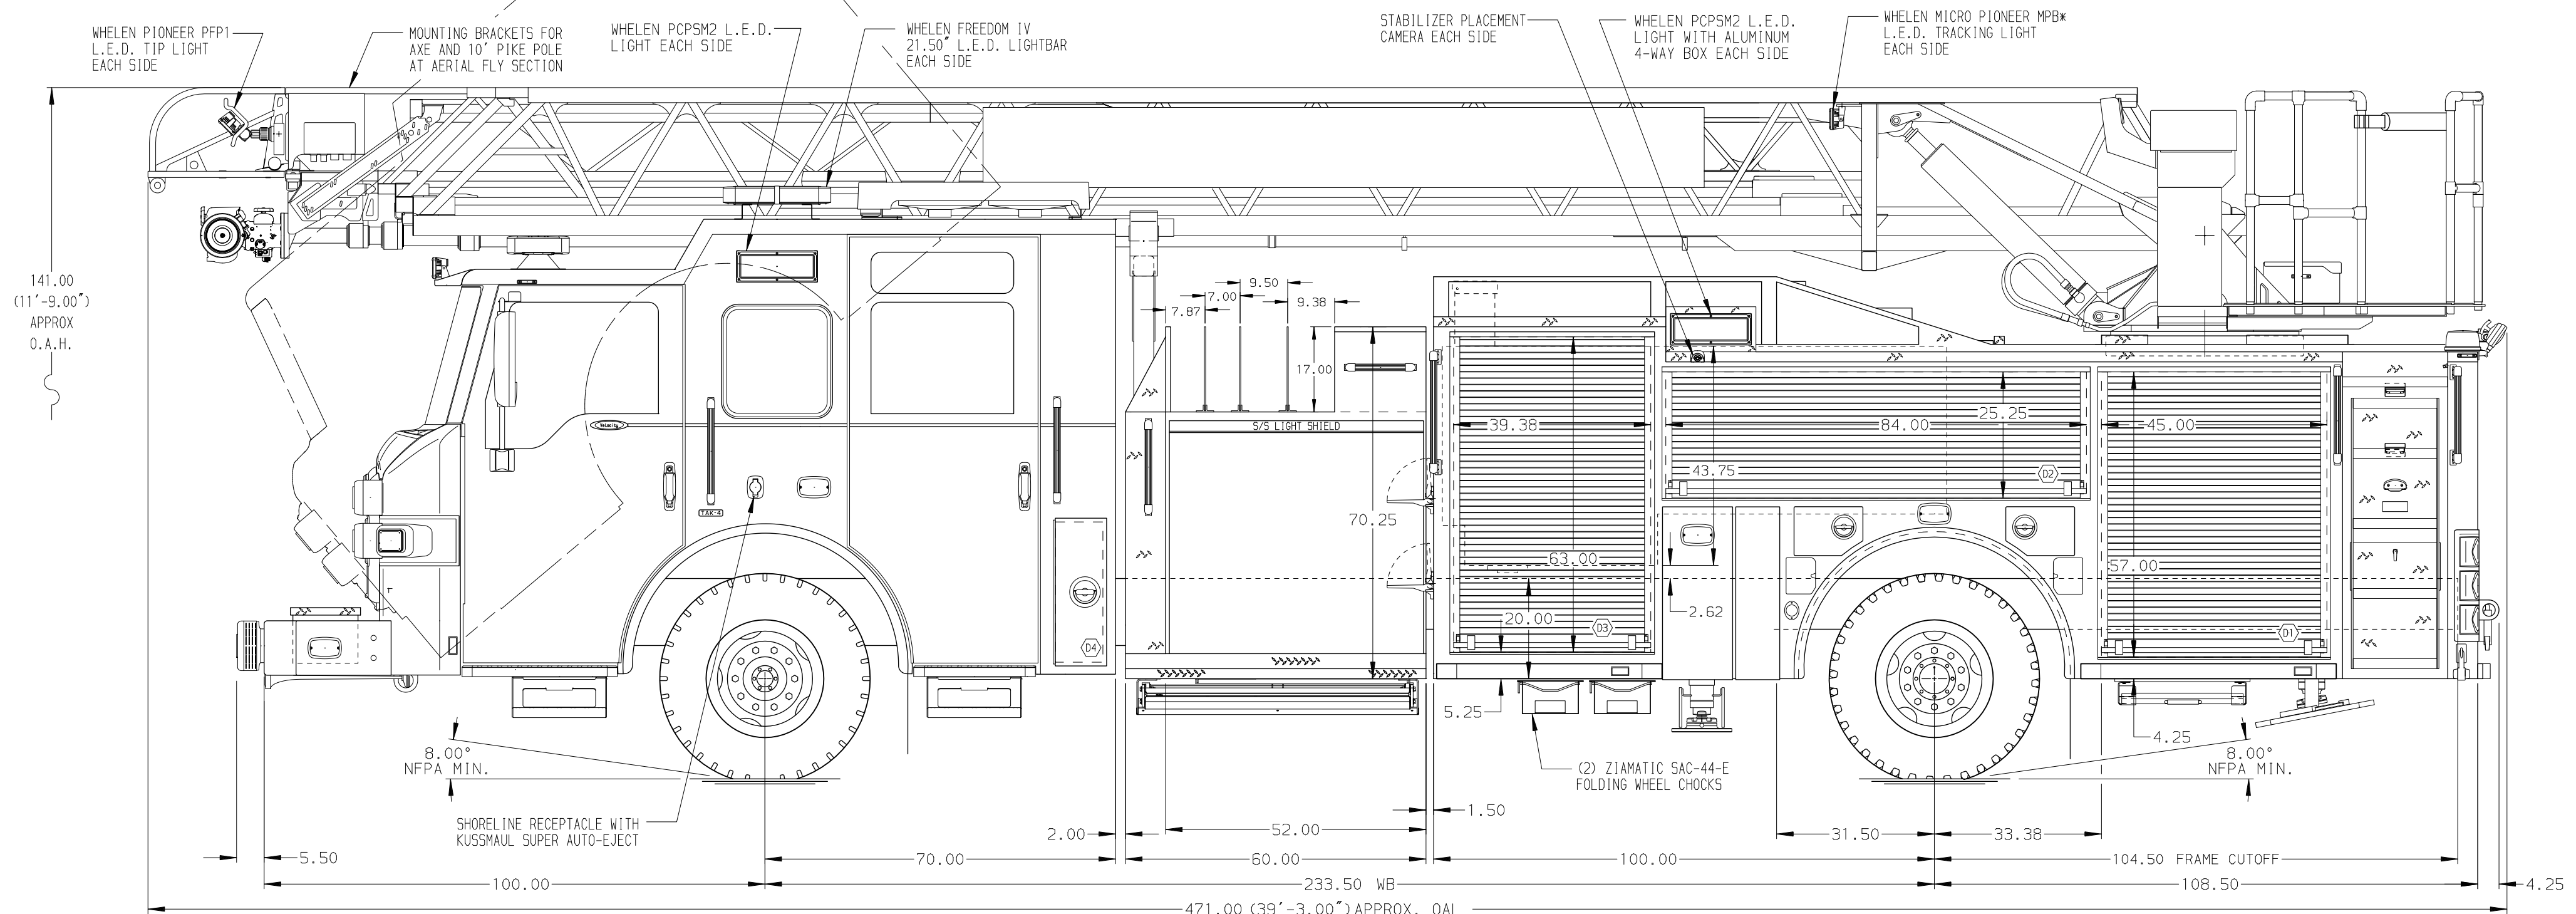 WHELEN PIONEER PFP1
L.E.D. TIP LIGHT
EACH SIDE
MOUNTING BRACKETS FOR
AXE AND 10' PIKE POLE
AT AERIAL FLY SECTION
WHELEN PCPSM2 L.E.D.
LIGHT EACH SIDE
WHELEN FREEDOM IV
21.50" L.E.D. LIGHTBAR
EACH SIDE
STABILIZER PLACEMENT
CAMERA EACH SIDE
WHELEN PCPSM2 L.E.D.
LIGHT WITH ALUMINUM
4-WAY BOX EACH SIDE
WHELEN MICRO PIONEER MPB*
L.E.D. TRACKING LIGHT
EACH SIDE
141.00
(11'-9.00")
APPROX
O.A.H.
9.50
7.00
9.38
7.87
17.00
S/S LIGHT SHIELD
Velocity
TAK-4
39.38
84.00
25.25
45.00
43.75
D2
70.25
63.00
57.00
2.62
20.00
D3
D1
D4
5.25
4.25
8.00°
NFPA MIN.
8.00°
NFPA MIN.
(2) ZIAMATIC SAC-44-E
FOLDING WHEEL CHOCKS
SHORELINE RECEPTACLE WITH
KUSSMAUL SUPER AUTO-EJECT
1.50
2.00
52.00
31.50
33.38
5.50
70.00
60.00
100.00
104.50 FRAME CUTOFF
100.00
233.50 WB
108.50
4.25
471.00 (39'-3.00") APPROX. OAL